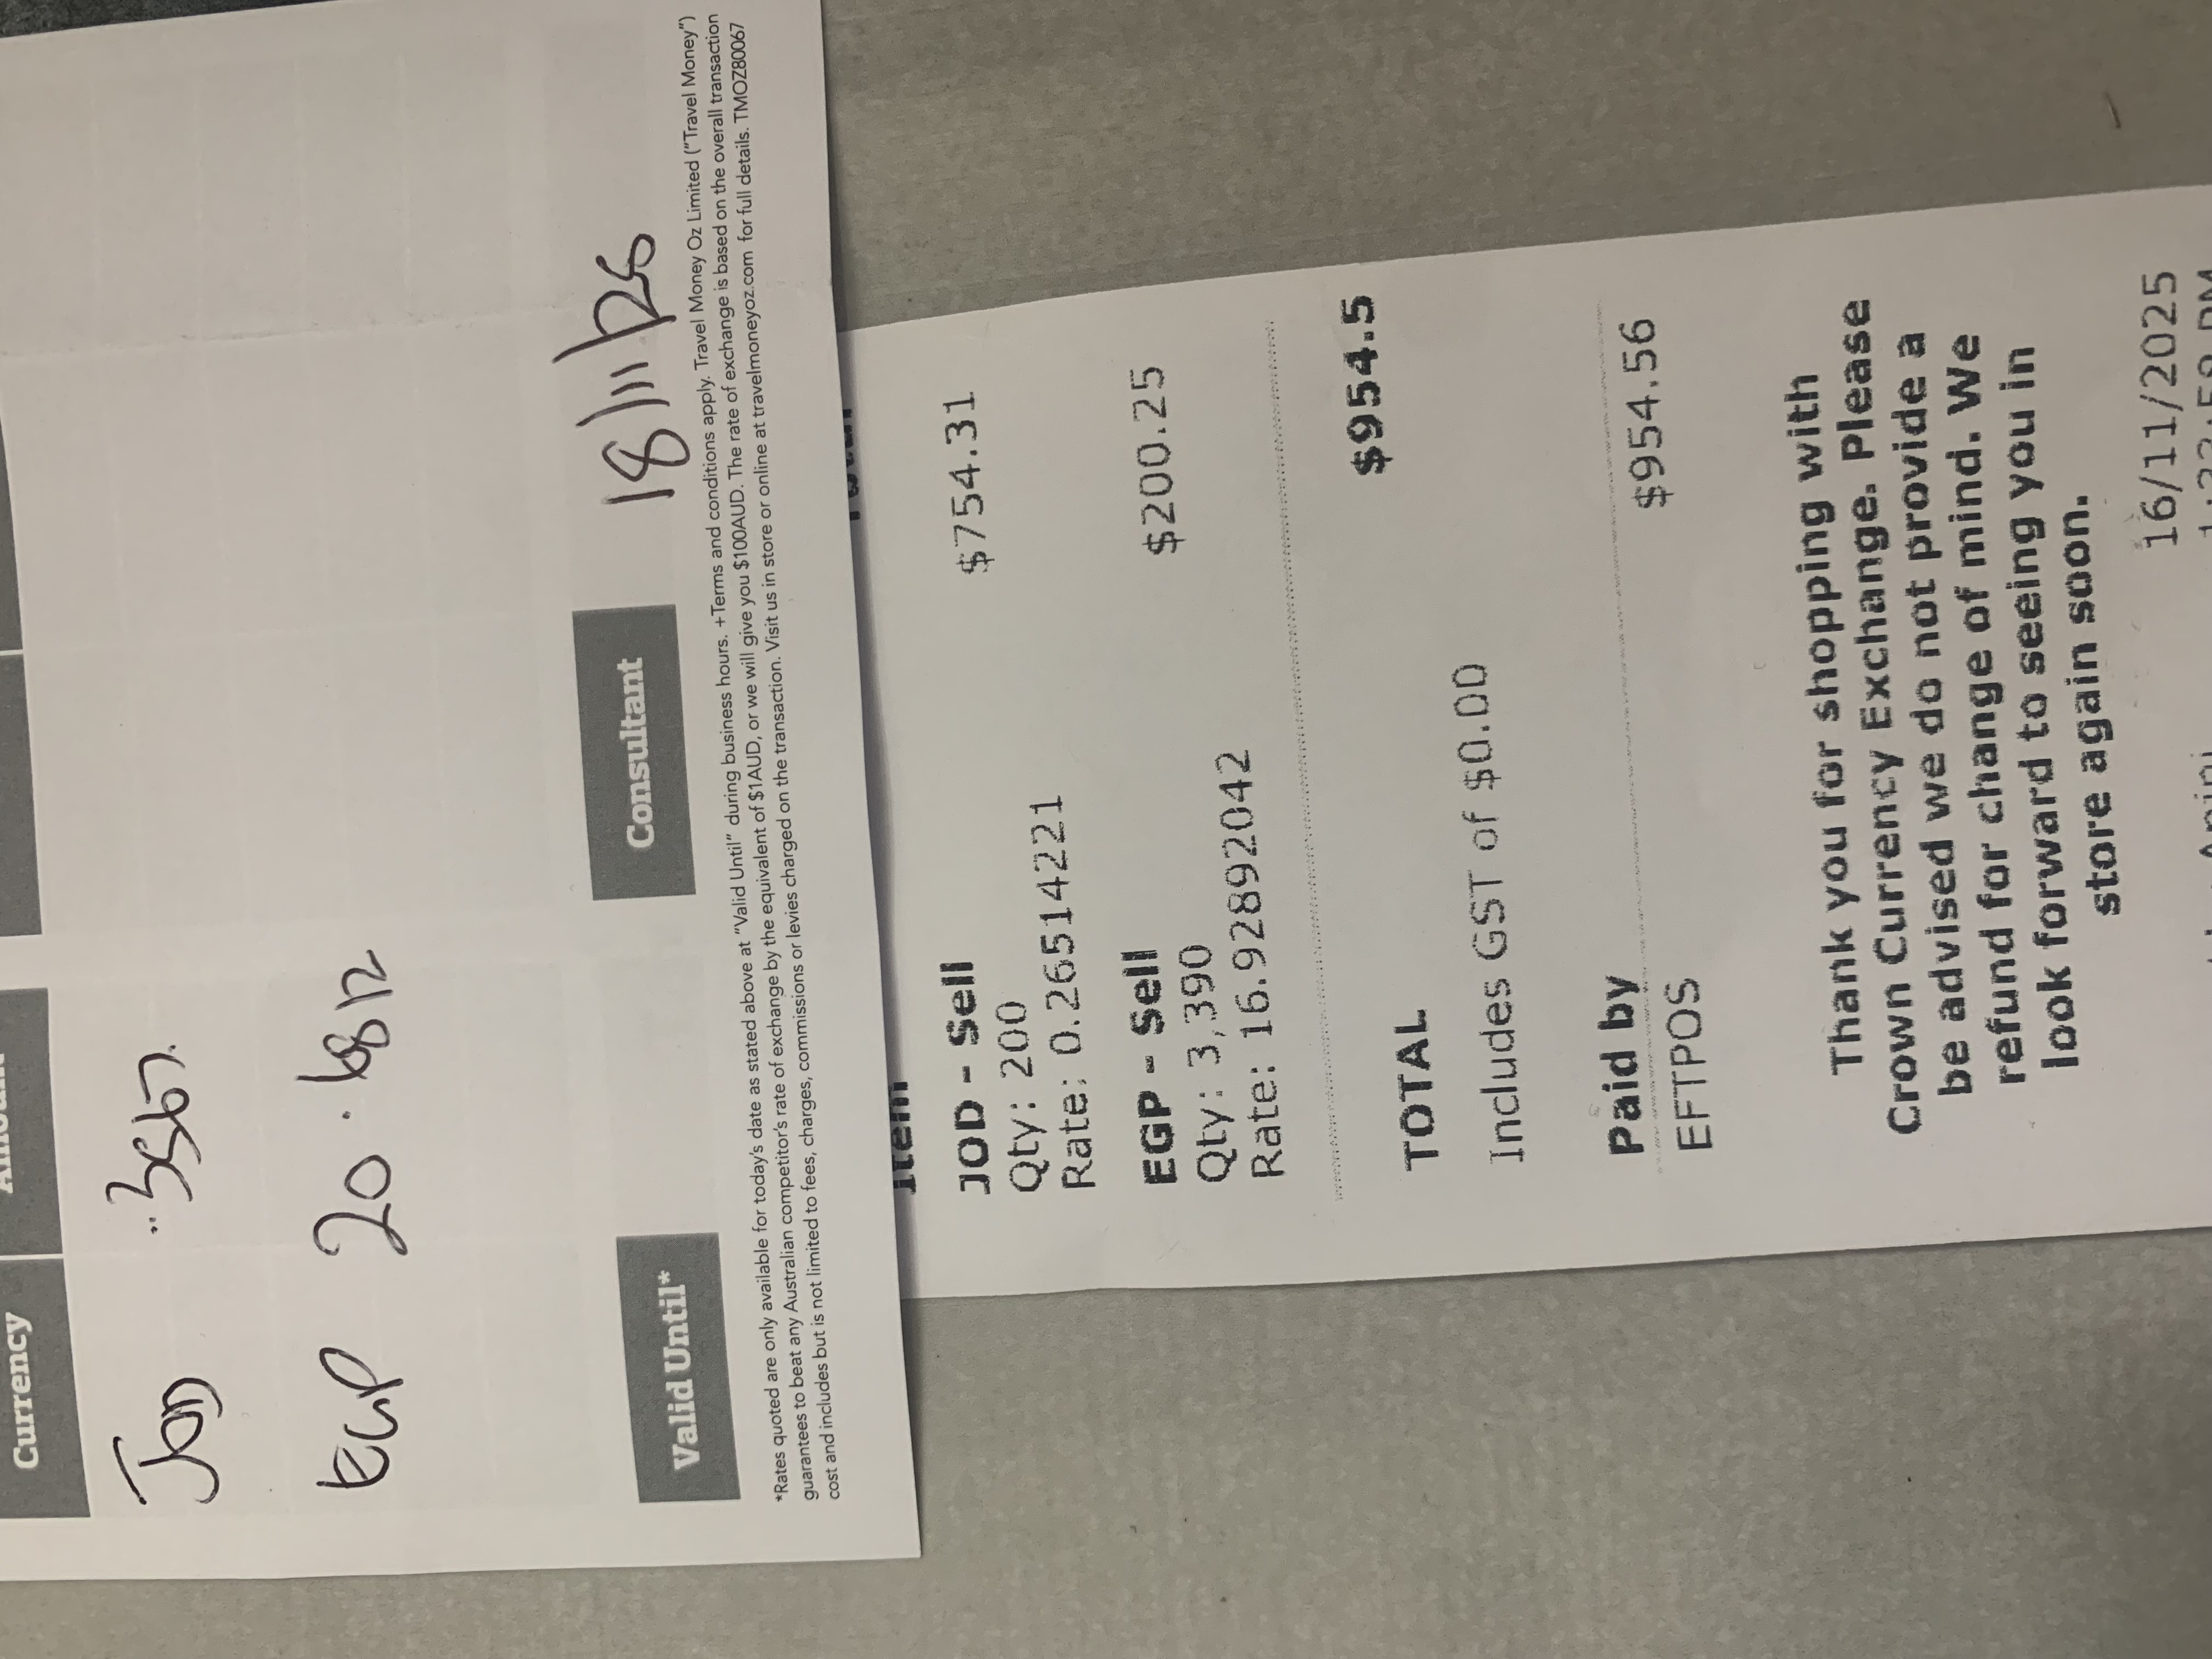 Currency
JOD
EGP 20.
Valid Until*
Consultant
18/11/25
*Rates quoted are only available for today's date as stated above at "Valid Until" during business hours. +Terms and conditions apply. Travel Money Oz Limited ("Travel Money")
guarantees to beat any Australian competitor's rate of exchange by the equivalent of $1AUD, or we will give you $100AUD. The rate of exchange is based on the overall transaction
cost and includes but is not limited to fees, charges, commissions or levies charged on the transaction. Visit us in store or online at travelmoneyoz.com for full details. TMOZ80067
Item Total
JOD - Sell $754.31
Qty: 200
Rate: 0.26514221
EGP - Sell $200.25
Qty: 3,390
Rate: 16.92892042
TOTAL $954.5
Includes GST of $0.00
Paid by
EFTPOS $954.56
Thank you for shopping with
Crown Currency Exchange. Please
be advised we do not provide a
refund for change of mind. We
look forward to seeing you in
store again soon.
16/11/2025